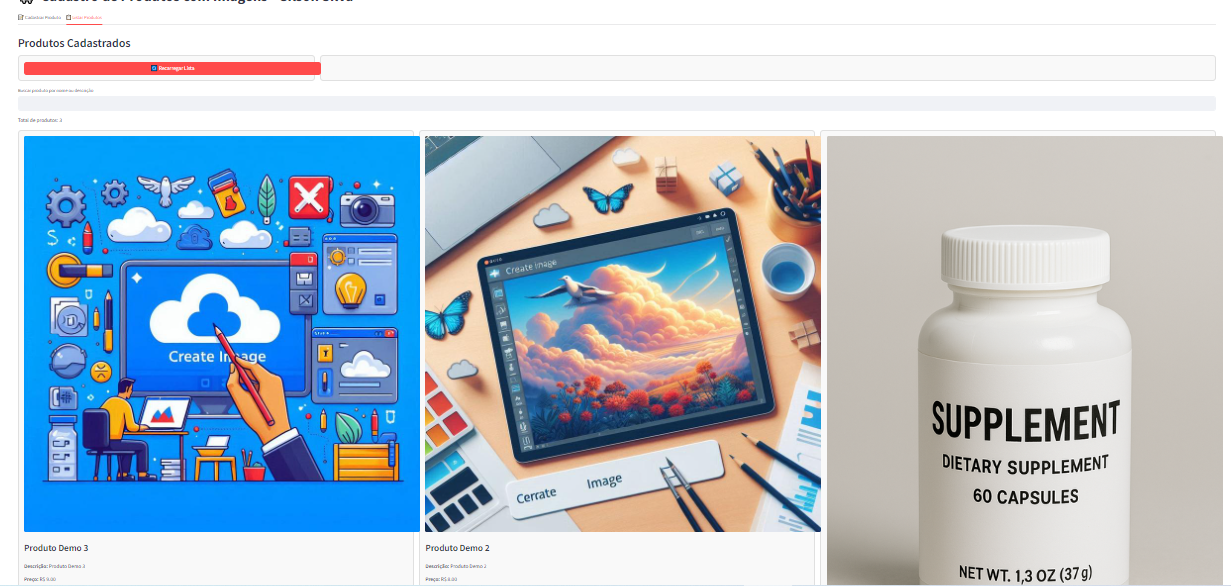 Cadastro de Produtos com Imagens - Gilson Silva
Cadastrar Produto
Listar Produtos
Produtos Cadastrados
Recarregar Lista
Buscar produto por nome ou descrição:
Total de produtos: 3
Create Image
Create Image
Cerrate Image
SUPPLEMENT
DIETARY SUPPLEMENT
60 CAPSULES
NET WT. 1,3 OZ (37 g)
Produto Demo 3
Descrição: Produto Demo 3
Preço: R$ 9.00
Produto Demo 2
Descrição: Produto Demo 2
Preço: R$ 8.00